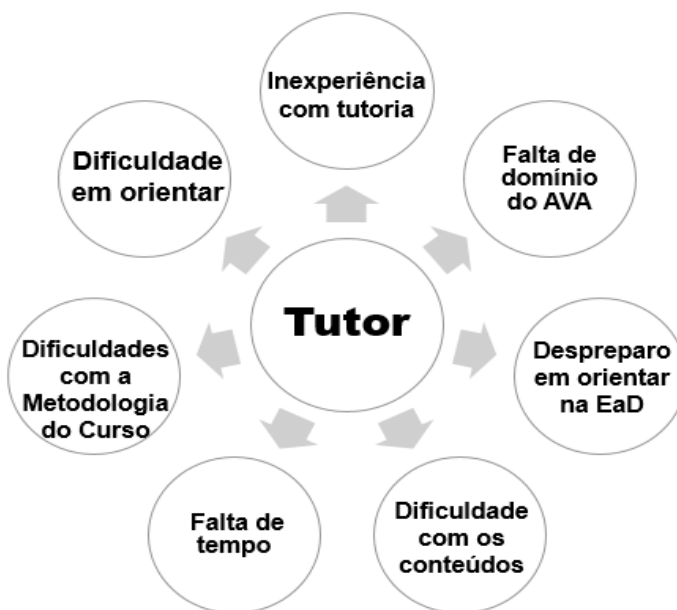 Inexperiência
com tutoria
Falta de
domínio
do AVA
Despreparo
em orientar
na EaD
Dificuldade
com os
conteúdos
Falta de
tempo
Dificuldades
com a
Metodologia
do Curso
Dificuldade
em orientar
Tutor